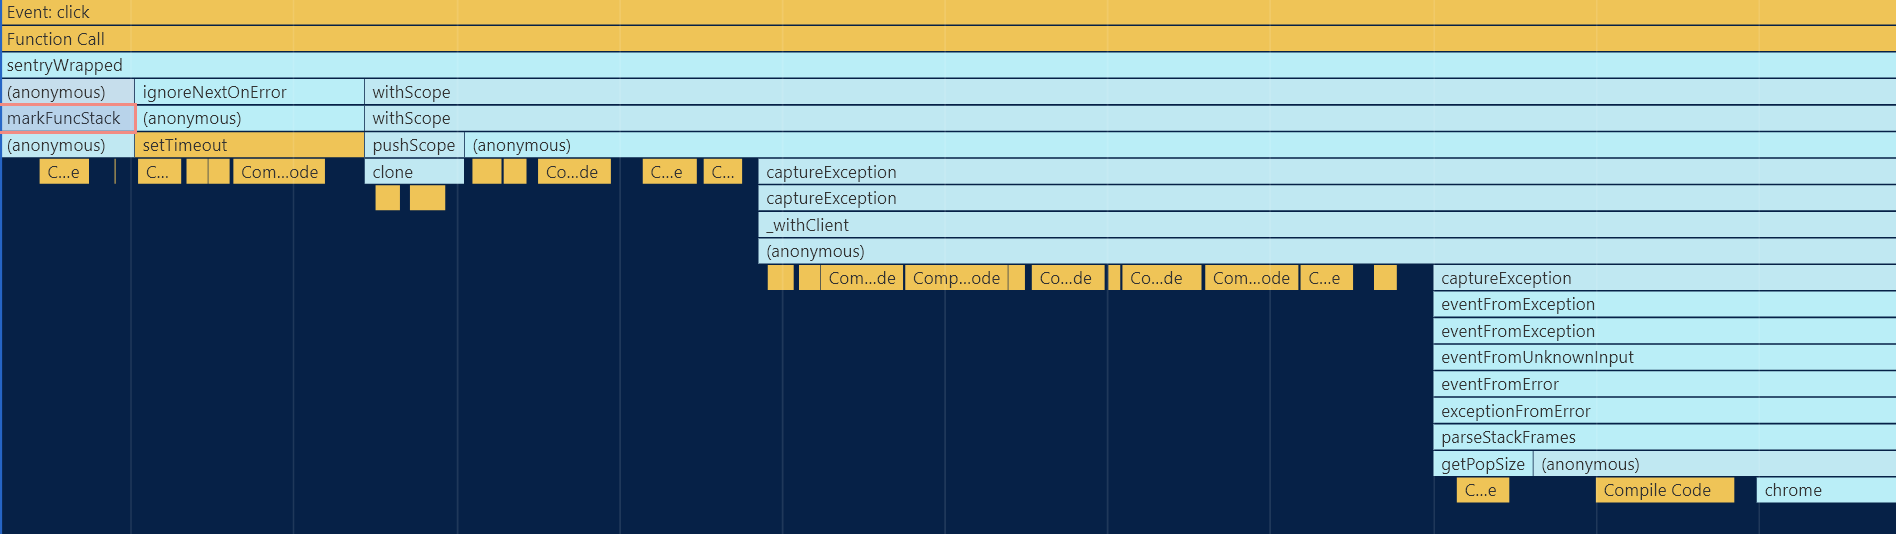 Event: click
Function Call
sentryWrapped
(anonymous) ignoreNextOnError withScope
markFuncStack (anonymous) withScope
(anonymous) setTimeout pushScope (anonymous)
C...e C... Com...ode clone Co...de C...e C... captureException
captureException
_withClient
(anonymous)
Com...de Comp...ode Co...de Co...de Com...ode C...e captureException
eventFromException
eventFromException
eventFromUnknownInput
eventFromError
exceptionFromError
parseStackFrames
getPopSize (anonymous)
C...e Compile Code chrome